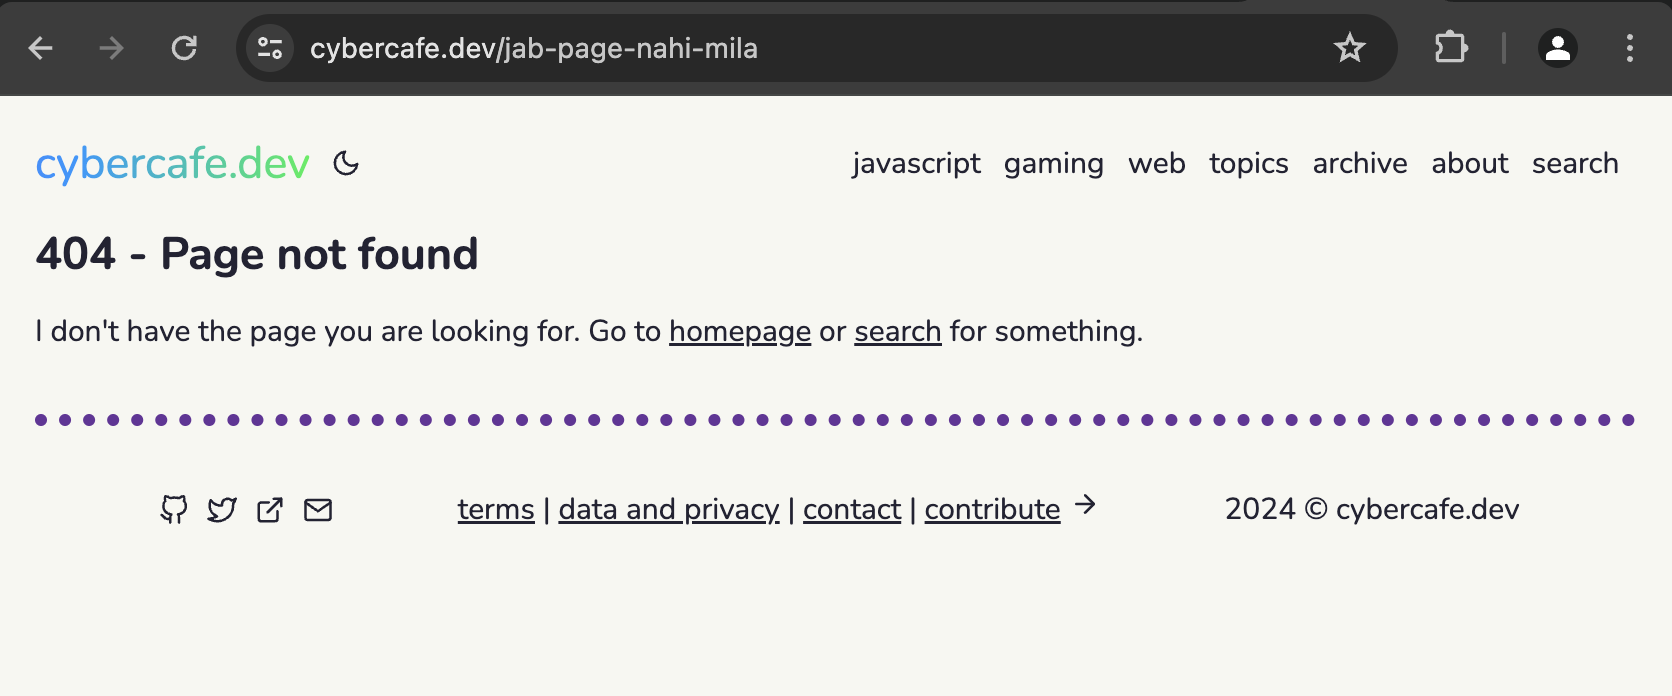 cybercafe.dev/jab-page-nahi-mila
cybercafe.dev javascript gaming web topics archive about search
404 - Page not found
I don't have the page you are looking for. Go to homepage or search for something.
terms | data and privacy | contact | contribute → 2024 © cybercafe.dev